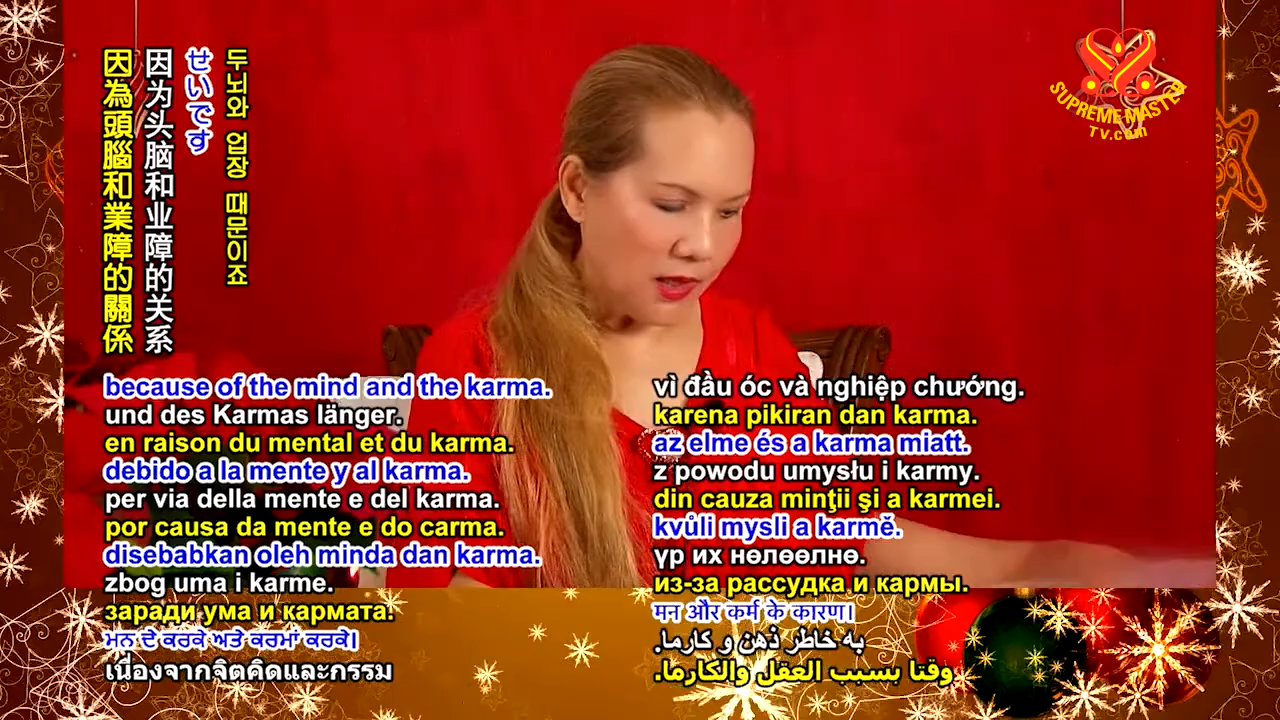 두뇌와 업장 때문이죠
せいです
因为头脑和业障的关系
因為頭腦和業障的關係
SUPREME MASTER
TV.com
because of the mind and the karma.
und des Karmas länger.
en raison du mental et du karma.
debido a la mente y al karma.
per via della mente e del karma.
por causa da mente e do carma.
disebabkan oleh minda dan karma.
zbog uma i karme.
заради ума и кармата.
ਮਨ ਦੇ ਕਰਕੇ ਅਤੇ ਕਰਮਾਂ ਕਰਕੇ।
เนื่องจากจิตคิดและกรรม
vì đầu óc và nghiệp chướng.
karena pikiran dan karma.
az elme és a karma miatt.
z powodu umysłu i karmy.
din cauza minţii şi a karmei.
kvůli mysli a karmě.
үр их нөлөөлнө.
из-за рассудка и кармы.
मन और कर्म के कारण।
به خاطر ذهن و کارما.
وقتا بسبب العقل والكارما.